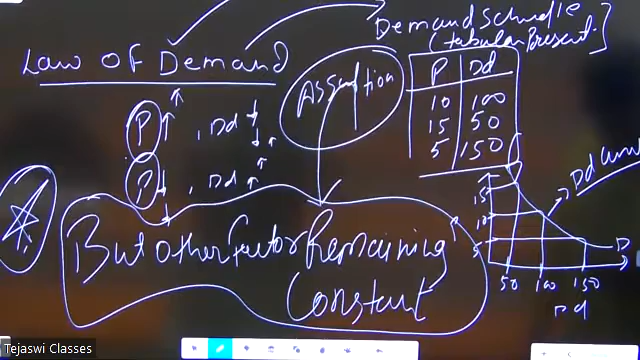 Demand Schedule
(tabular Present.]
Law of Demand
Assumption
P Dd
10 100
15 50
5 150
P↑ , Dd↓
P↓ , Dd↑
But other factor Remaining
Constant
Dd curve
15
10
5
D
50 100 150
Dd
Tejaswi Classes